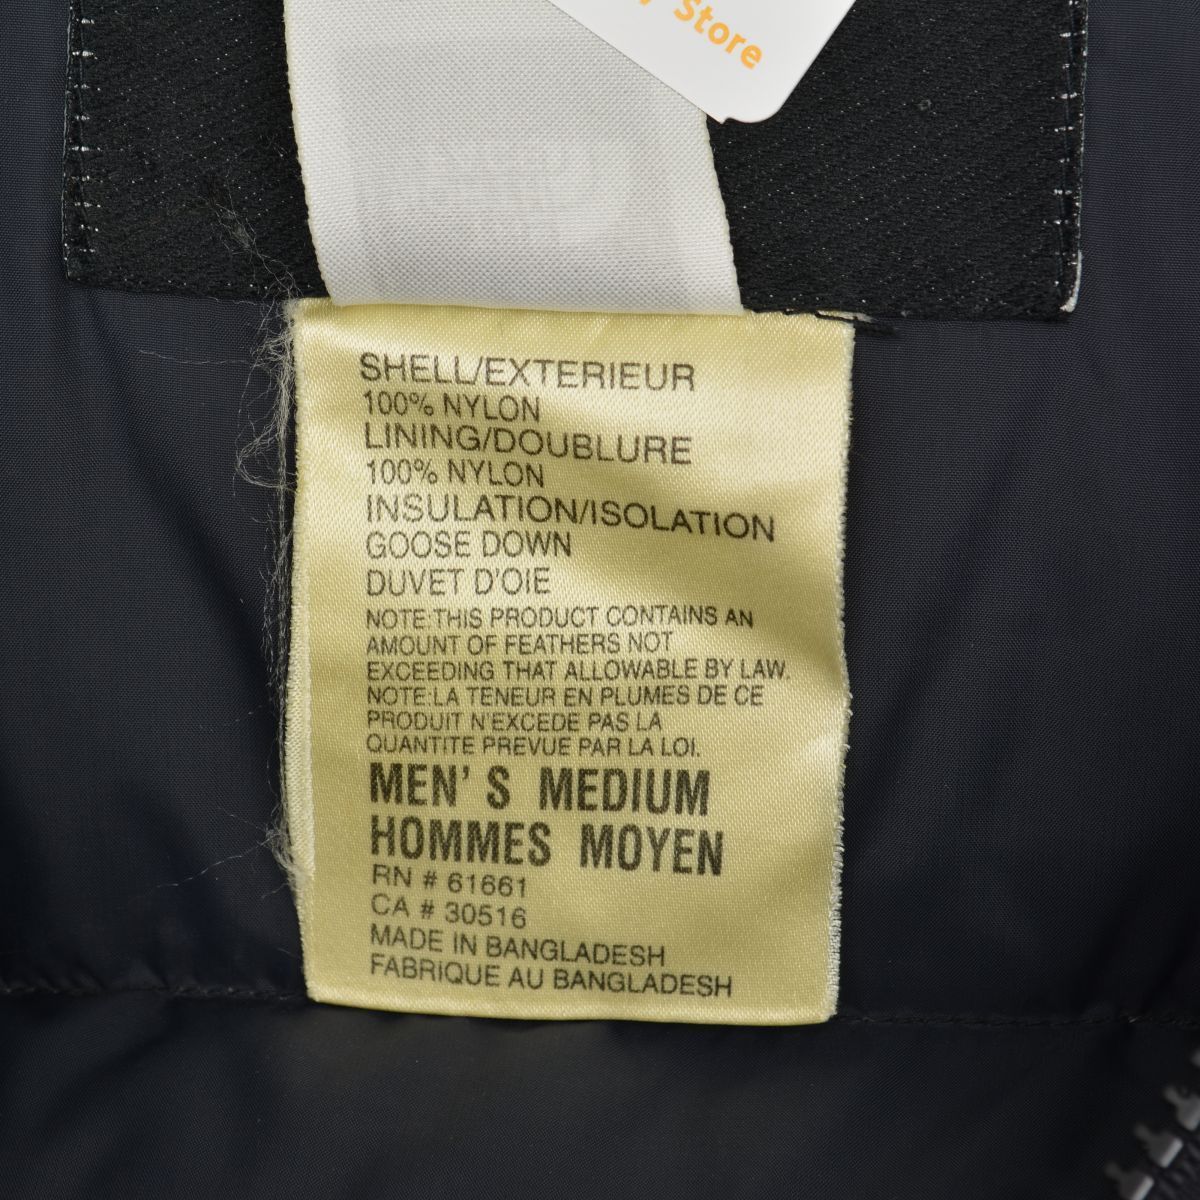 Store
SHELL/EXTERIEUR
100% NYLON
LINING/DOUBLURE
100% NYLON
INSULATION/ISOLATION
GOOSE DOWN
DUVET D'OIE
NOTE:THIS PRODUCT CONTAINS AN
AMOUNT OF FEATHERS NOT
EXCEEDING THAT ALLOWABLE BY LAW.
NOTE:LA TENEUR EN PLUMES DE CE
PRODUIT N'EXCEDE PAS LA
QUANTITE PREVUE PAR LA LOI.
MEN'S MEDIUM
HOMMES MOYEN
RN # 61661
CA # 30516
MADE IN BANGLADESH
FABRIQUE AU BANGLADESH